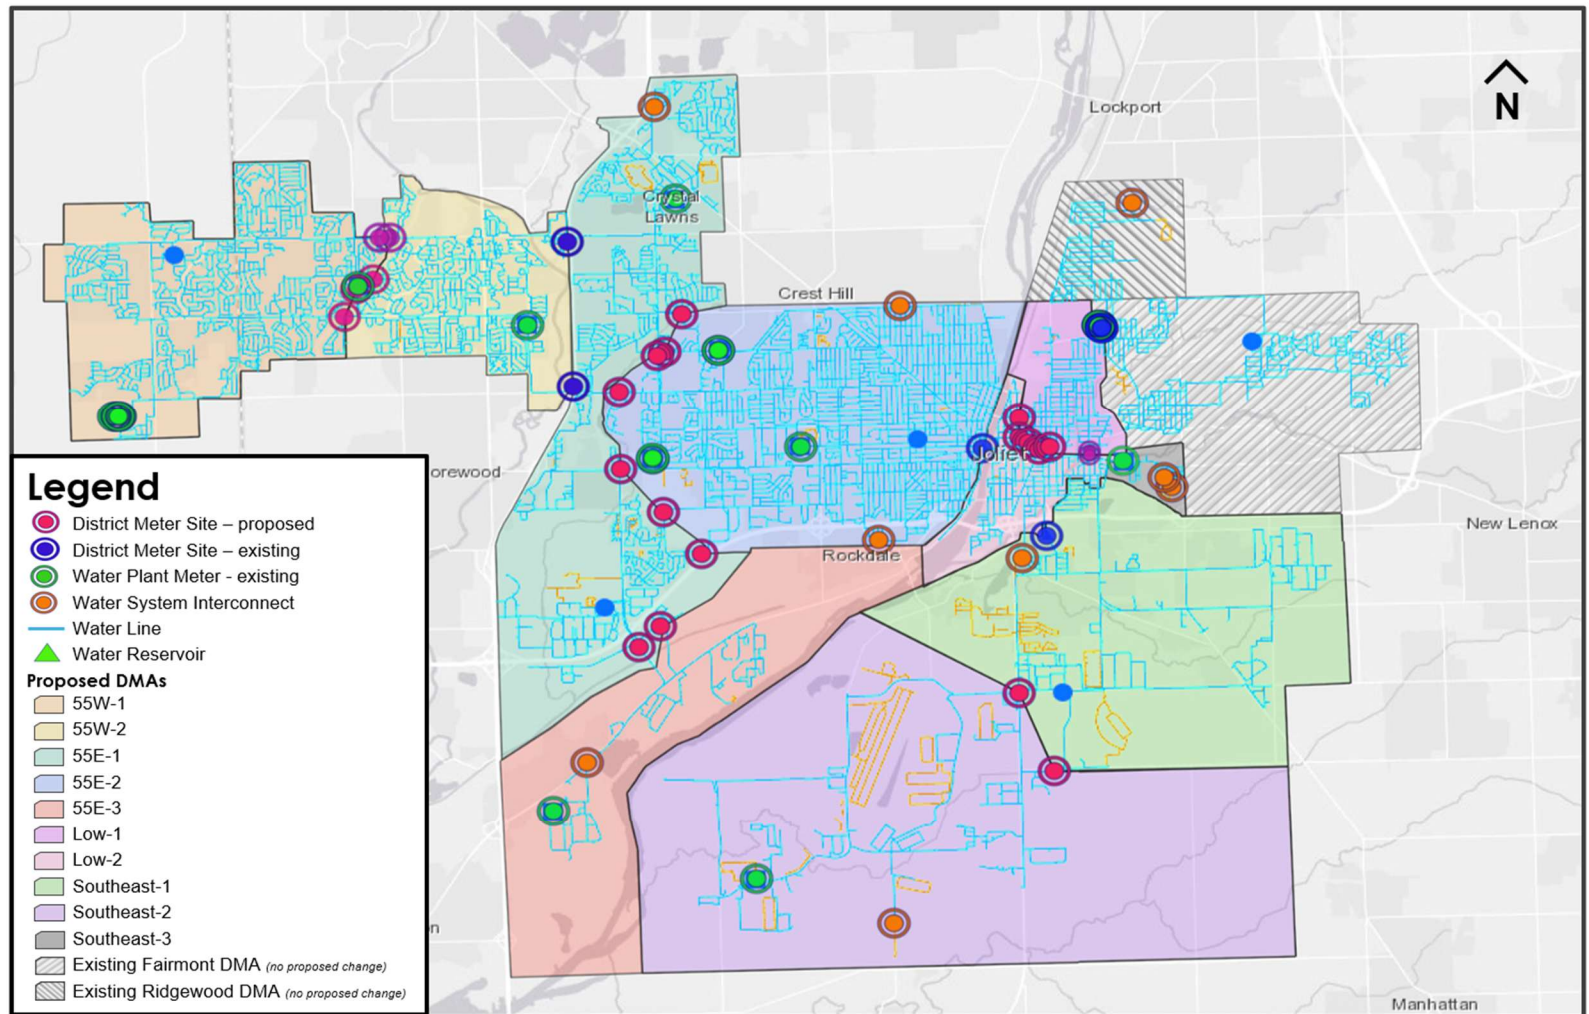 Lockport
N
Crystal
Lawns
Crest Hill
Joliet
orewood
New Lenox
Rockdale
on
Manhattan
Legend
District Meter Site – proposed
District Meter Site – existing
Water Plant Meter - existing
Water System Interconnect
Water Line
Water Reservoir
Proposed DMAs
55W-1
55W-2
55E-1
55E-2
55E-3
Low-1
Low-2
Southeast-1
Southeast-2
Southeast-3
Existing Fairmont DMA (no proposed change)
Existing Ridgewood DMA (no proposed change)